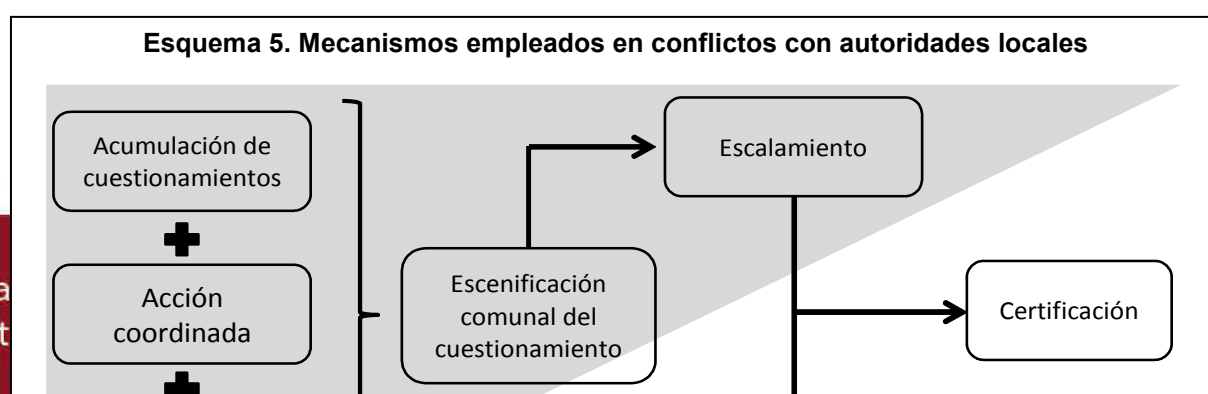 Esquema 5. Mecanismos empleados en conflictos con autoridades locales
Acumulación de
cuestionamientos
Escalamiento
Acción
coordinada
Escenificación
comunal del
cuestionamiento
Certificación